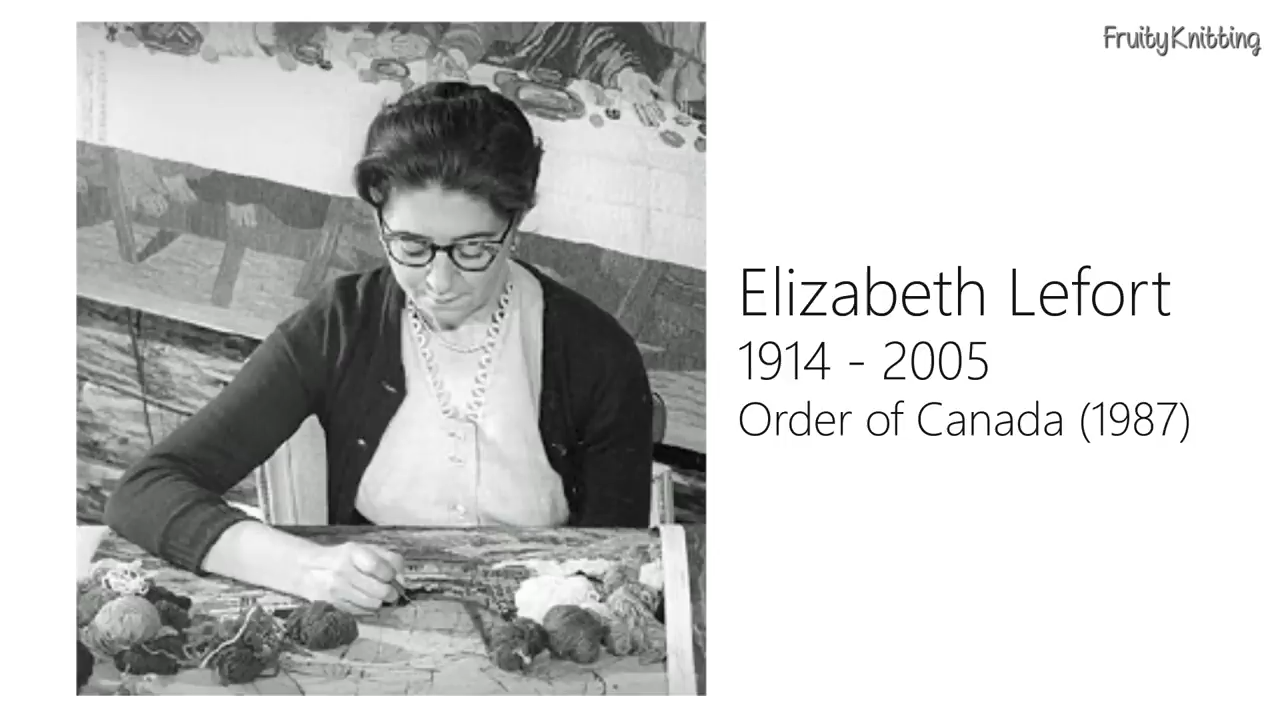 FruityKnitting
Elizabeth Lefort
1914 - 2005
Order of Canada (1987)